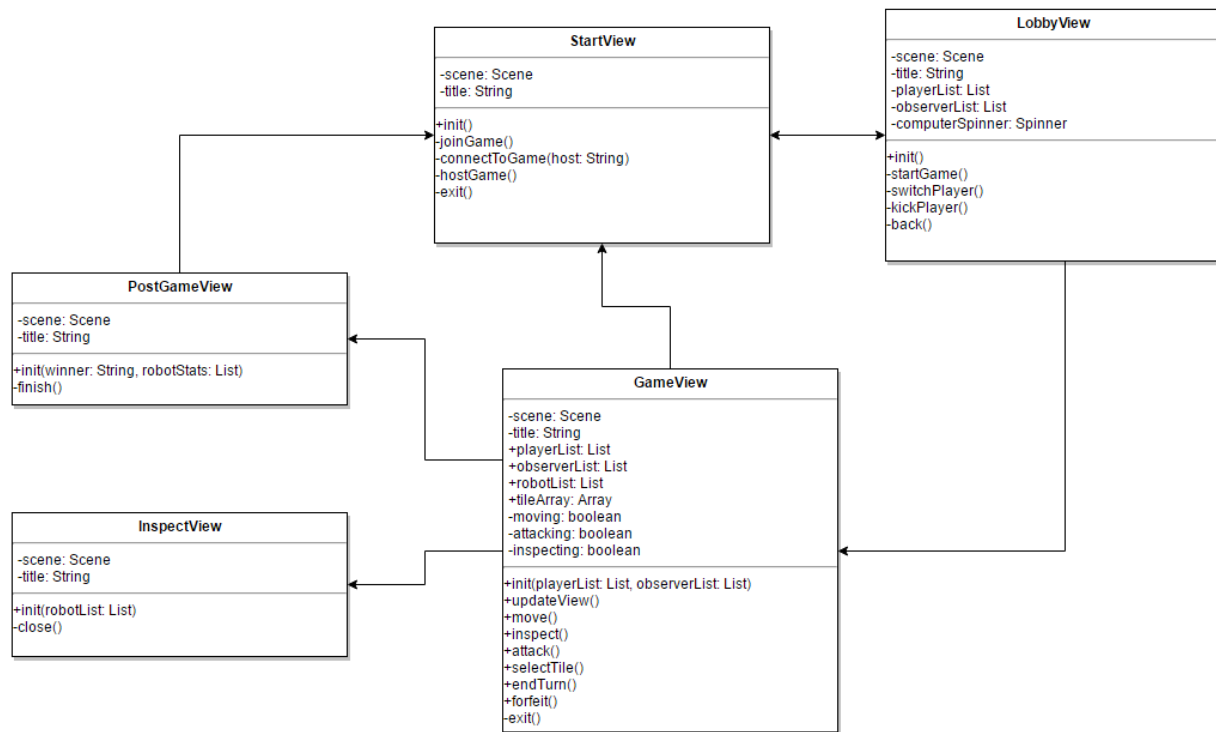 StartView
-scene: Scene
-title: String
+init()
-joinGame()
-connectToGame(host: String)
-hostGame()
-exit()
LobbyView
-scene: Scene
-title: String
-playerList: List
-observerList: List
-computerSpinner: Spinner
+init()
-startGame()
-switchPlayer()
-kickPlayer()
-back()
PostGameView
-scene: Scene
-title: String
+init(winner: String, robotStats: List)
-finish()
GameView
-scene: Scene
-title: String
+playerList: List
+observerList: List
+robotList: List
+tileArray: Array
-moving: boolean
-attacking: boolean
-inspecting: boolean
+init(playerList: List, observerList: List)
+updateView()
+move()
+inspect()
+attack()
+selectTile()
+endTurn()
+forfeit()
-exit()
InspectView
-scene: Scene
-title: String
+init(robotList: List)
-close()